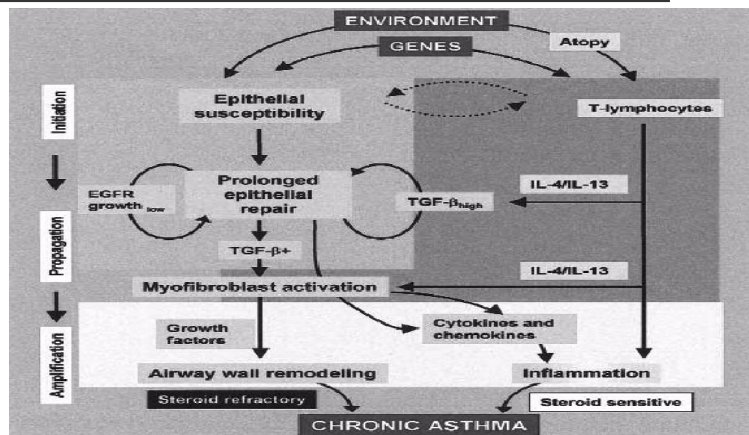 ENVIRONMENT
GENES
Atopy
Initiation
Epithelial
susceptibility
T-lymphocytes
EGFR
growth low
Prolonged
epithelial
repair
TGF-βhigh
IL-4/IL-13
Propagation
TGF-β+
Myofibroblast activation
IL-4/IL-13
Amplification
Growth
factors
Cytokines and
chemokines
Airway wall remodeling
Inflammation
Steroid refractory
Steroid sensitive
CHRONIC ASTHMA